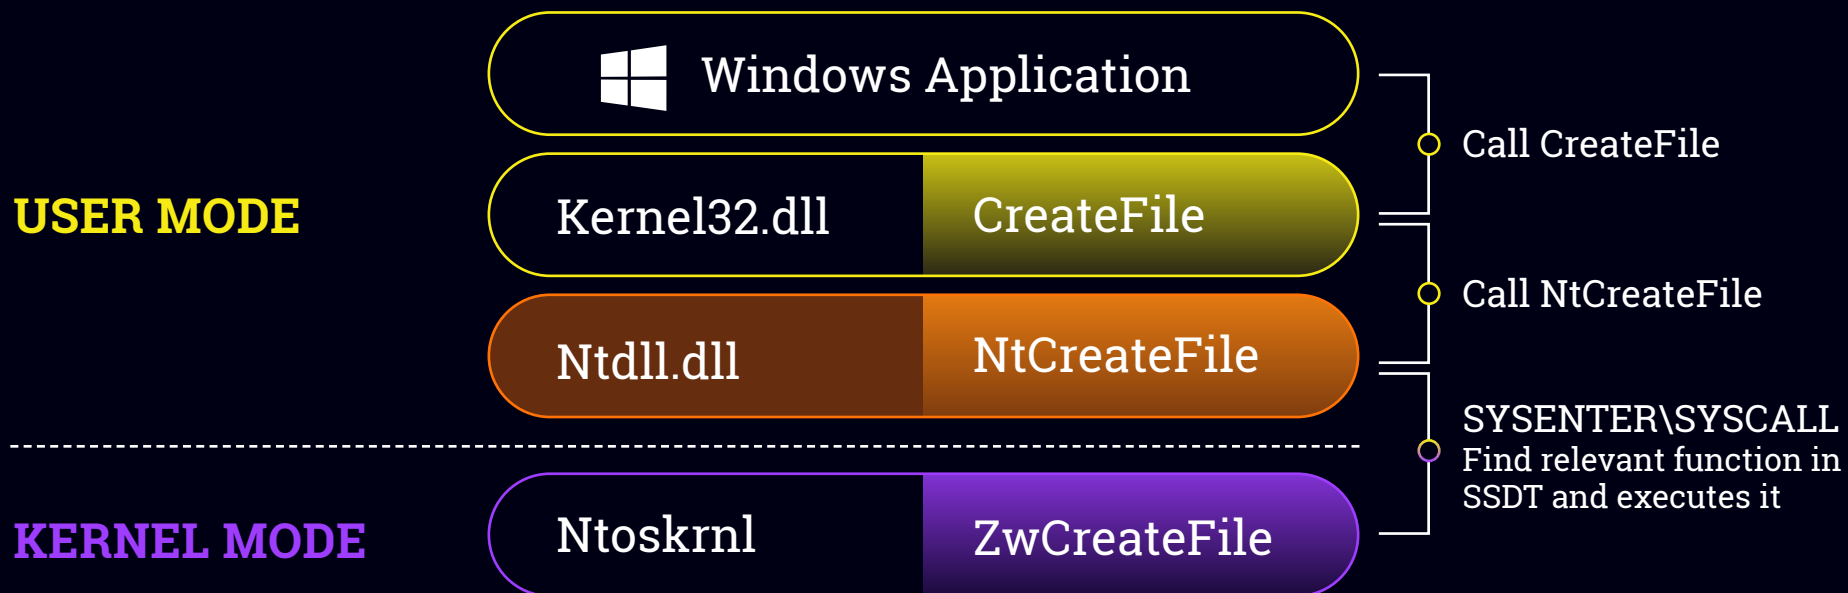 Windows Application
Call CreateFile
USER MODE
Kernel32.dll
CreateFile
Call NtCreateFile
Ntdll.dll
NtCreateFile
SYSENTER\SYSCALL
Find relevant function in
SSDT and executes it
KERNEL MODE
Ntoskrnl
ZwCreateFile